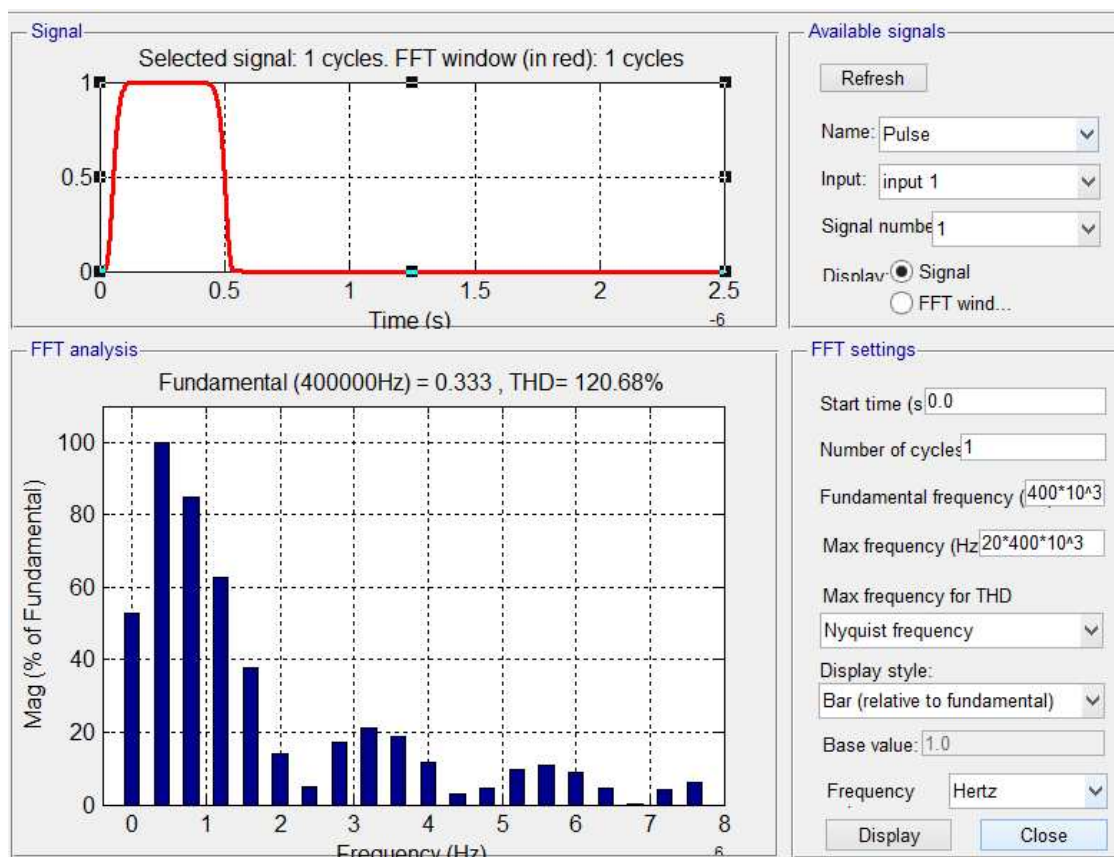 Signal
Selected signal: 1 cycles. FFT window (in red): 1 cycles
1
0.5
0
0 0.5 1 1.5 2 2.5
Time (s)
-6
Available signals
Refresh
Name: Pulse
Input: input 1
Signal numbe 1
Display: Signal
FFT wind...
FFT analysis
Fundamental (400000Hz) = 0.333 , THD= 120.68%
Mag (% of Fundamental)
100
80
60
40
20
0
0 1 2 3 4 5 6 7 8
Frequency (Hz)
6
FFT settings
Start time (s 0.0
Number of cycles 1
Fundamental frequency ( 400*10^3
Max frequency (Hz 20*400*10^3
Max frequency for THD
Nyquist frequency
Display style:
Bar (relative to fundamental)
Base value: 1.0
Frequency Hertz
Display Close